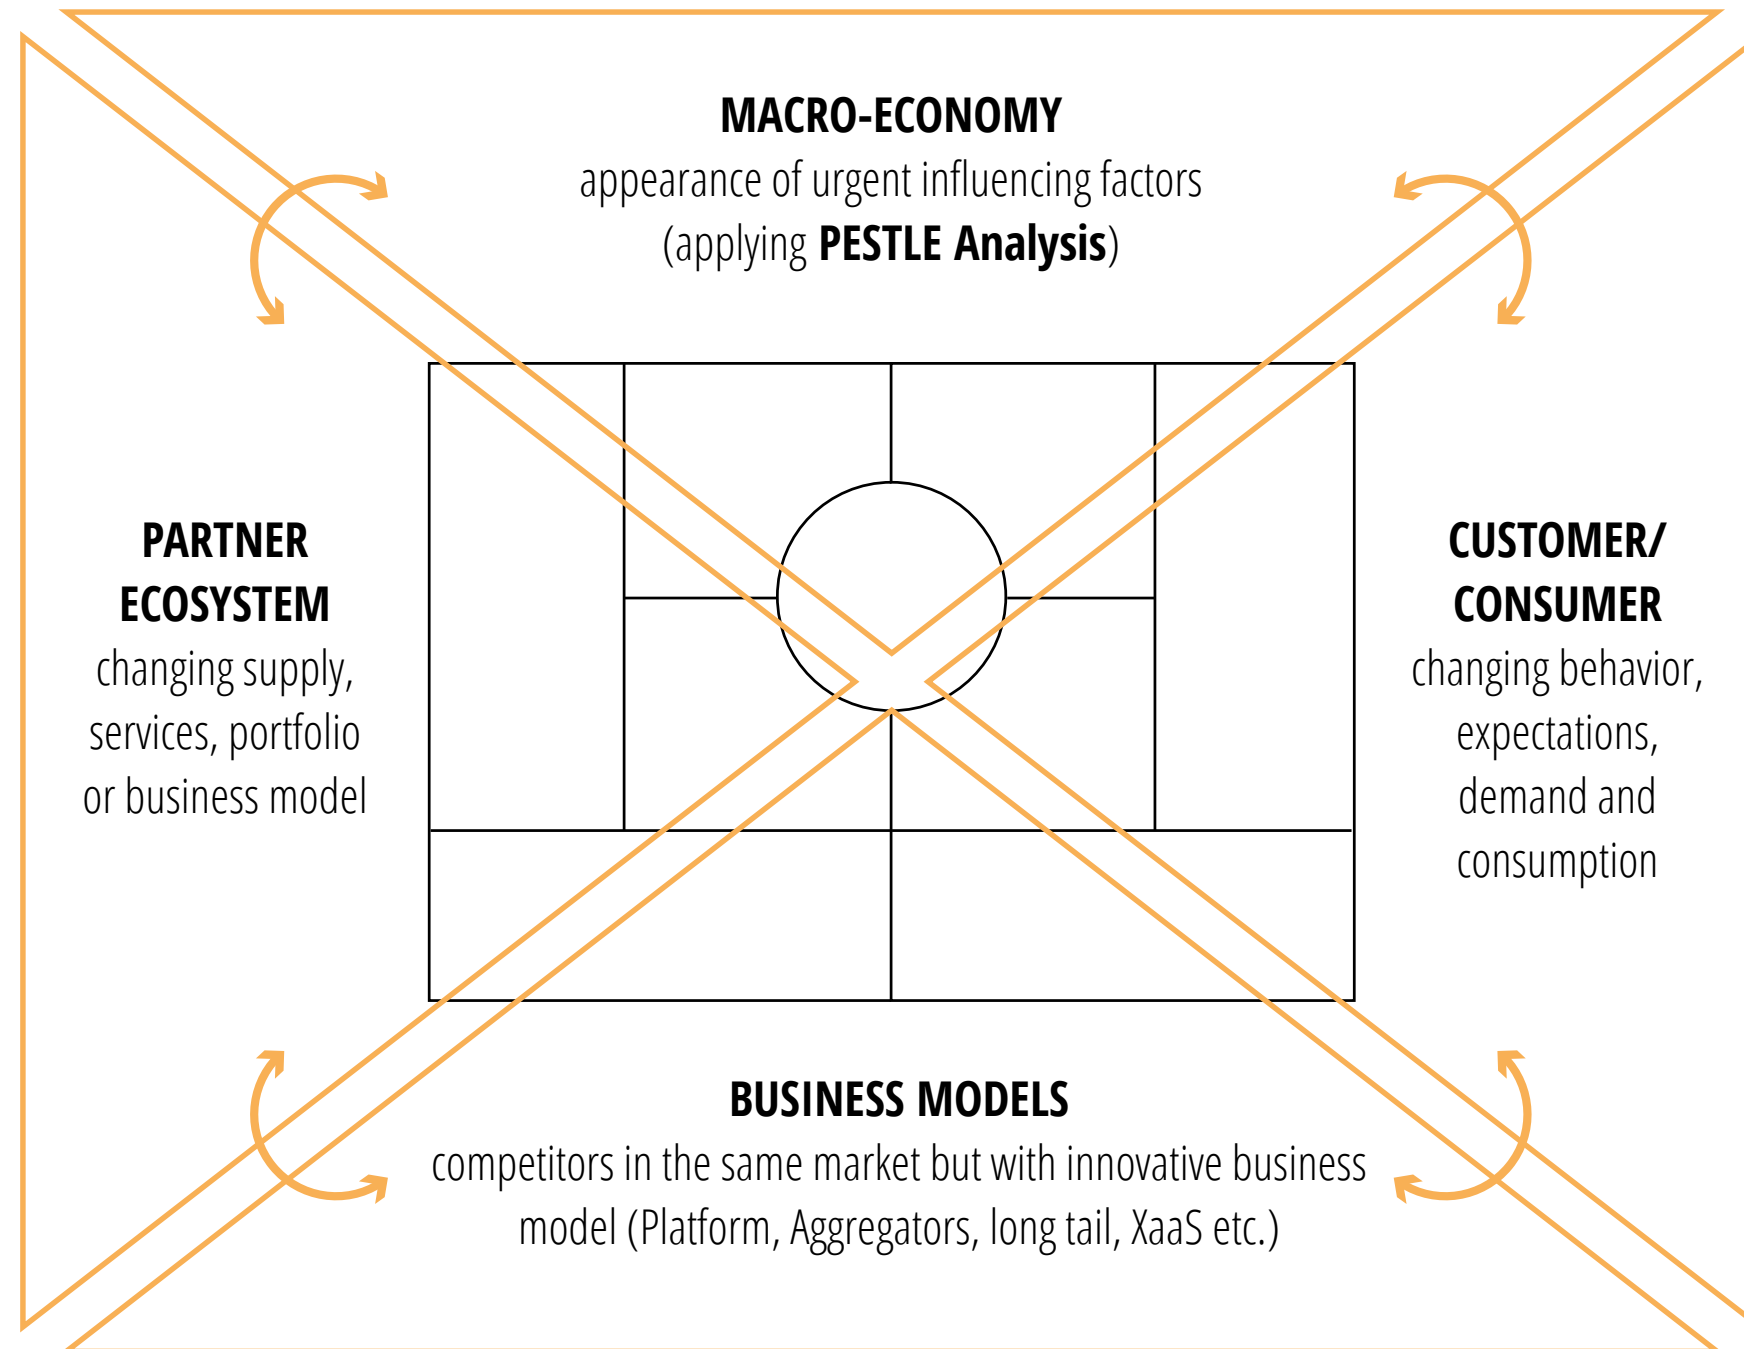 MACRO-ECONOMY
appearance of urgent influencing factors
(applying PESTLE Analysis)
PARTNER
ECOSYSTEM
changing supply,
services, portfolio
or business model
CUSTOMER/
CONSUMER
changing behavior,
expectations,
demand and
consumption
BUSINESS MODELS
competitors in the same market but with innovative business
model (Platform, Aggregators, long tail, XaaS etc.)